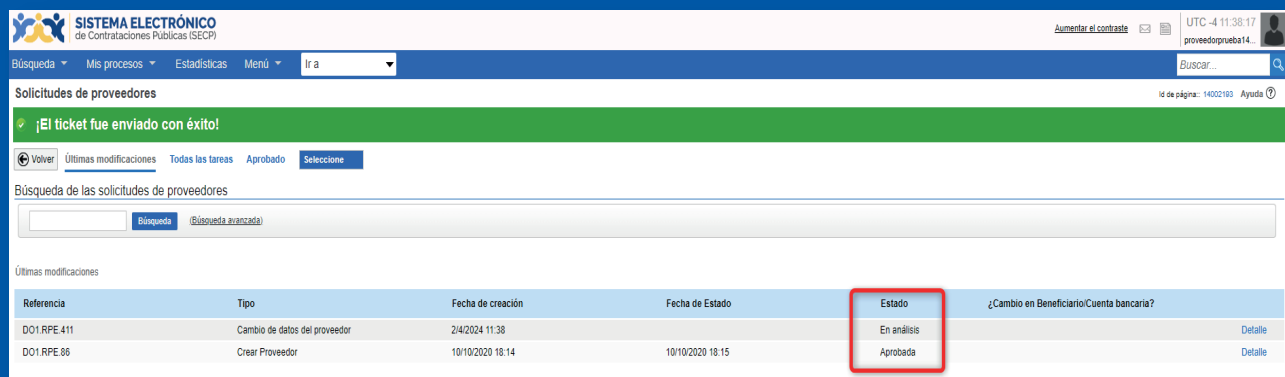 SISTEMA ELECTRÓNICO
de Contrataciones Públicas (SECP)
Aumentar el contraste
UTC -4 11:38:17
proveedorprueba14...
Búsqueda Mis procesos Estadísticas Menú Ir a Buscar...
Solicitudes de proveedores Id de página:: 14002193 Ayuda ?
¡El ticket fue enviado con éxito!
Volver Últimas modificaciones Todas las tareas Aprobado Seleccione
Búsqueda de las solicitudes de proveedores
Búsqueda (Búsqueda avanzada)
Últimas modificaciones
Referencia Tipo Fecha de creación Fecha de Estado Estado ¿Cambio en Beneficiario/Cuenta bancaria?
DO1.RPE.411 Cambio de datos del proveedor 2/4/2024 11:38 En análisis Detalle
DO1.RPE.86 Crear Proveedor 10/10/2020 18:14 10/10/2020 18:15 Aprobada Detalle